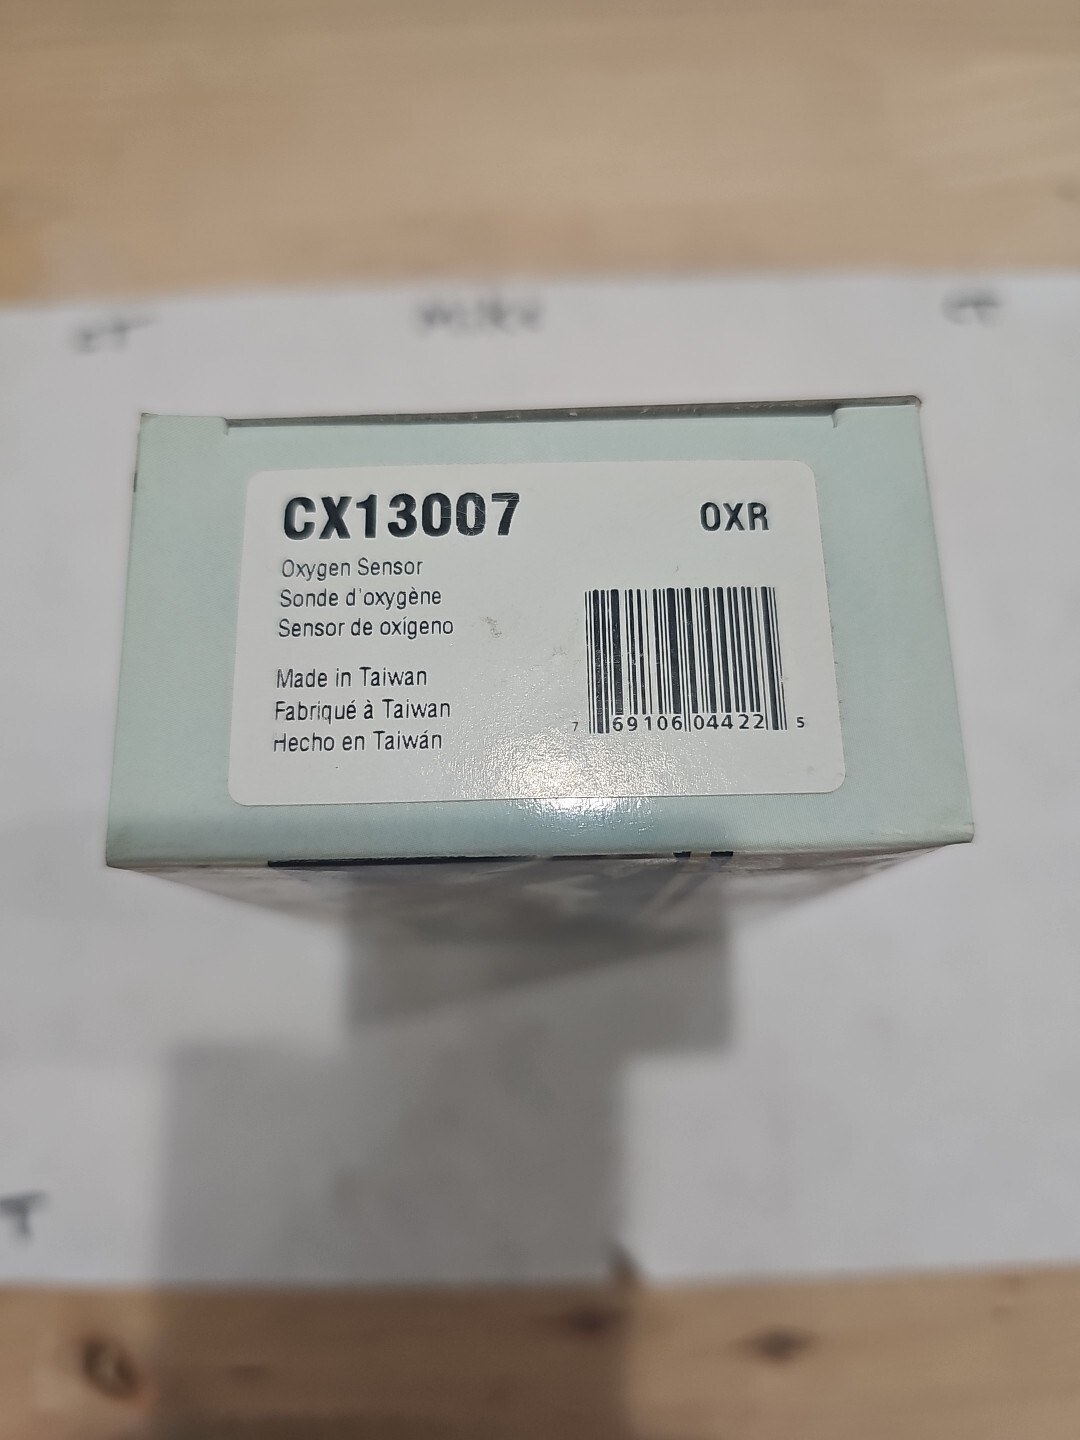 CX13007
OXR
Oxygen Sensor
Sonde d'oxygène
Sensor de oxígeno
Made in Taiwan
Fabriqué à Taiwan
Hecho en Taiwán
7 69106 04422 5